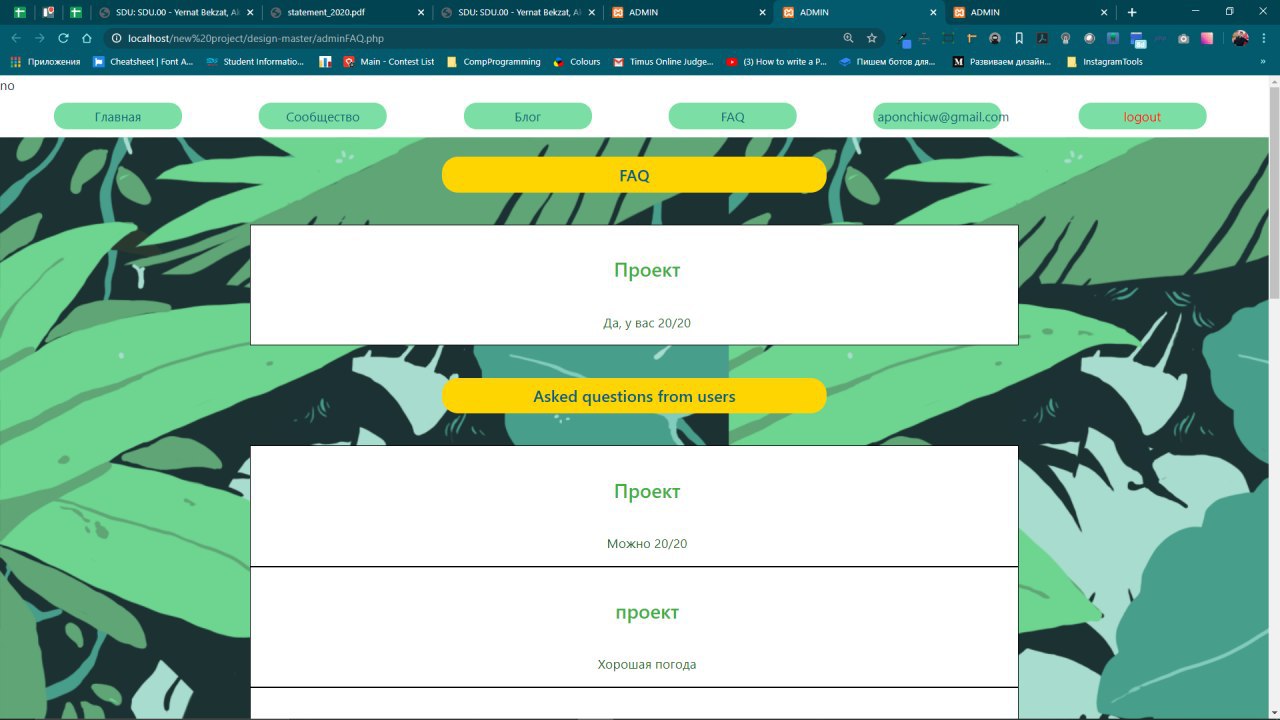 SDU: SDU.00 - Yernat Bekzat, Al
statement_2020.pdf
SDU: SDU.00 - Yernat Bekzat, Al
ADMIN
ADMIN
ADMIN
localhost/new%20project/design-master/adminFAQ.php
Приложения
Cheatsheet | Font A...
Student Informatio...
Main - Contest List
CompProgramming
Colours
Timus Online Judge...
(3) How to write a P...
Пишем ботов для...
Развиваем дизайн...
InstagramTools
»
no
Главная
Сообщество
Блог
FAQ
aponchicw@gmail.com
logout
FAQ
Проект
Да, у вас 20/20
Asked questions from users
Проект
Можно 20/20
проект
Хорошая погода